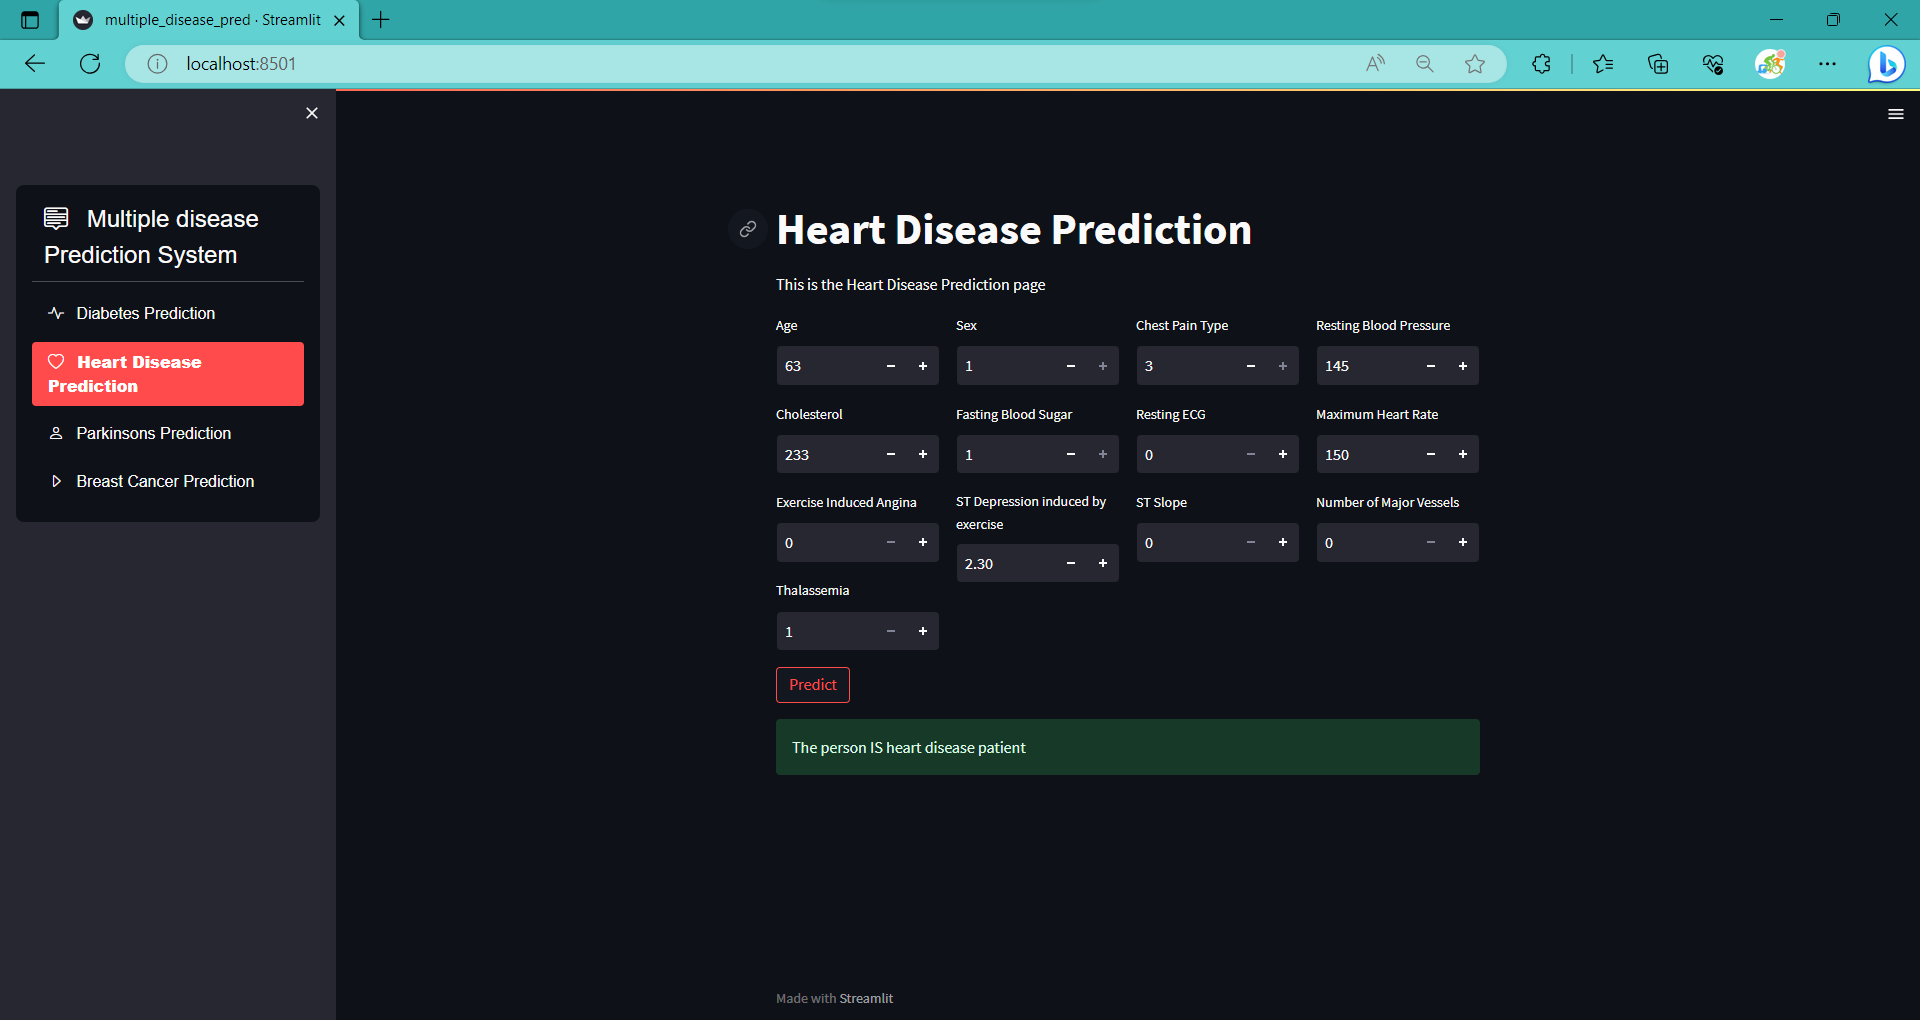 multiple_disease_pred · Streamlit
localhost:8501
Multiple disease
Prediction System
Diabetes Prediction
Heart Disease
Prediction
Parkinsons Prediction
Breast Cancer Prediction
Heart Disease Prediction
This is the Heart Disease Prediction page
Age
63
Sex
1
Chest Pain Type
3
Resting Blood Pressure
145
Cholesterol
233
Fasting Blood Sugar
1
Resting ECG
0
Maximum Heart Rate
150
Exercise Induced Angina
0
ST Depression induced by
exercise
2.30
ST Slope
0
Number of Major Vessels
0
Thalassemia
1
Predict
The person IS heart disease patient
Made with Streamlit